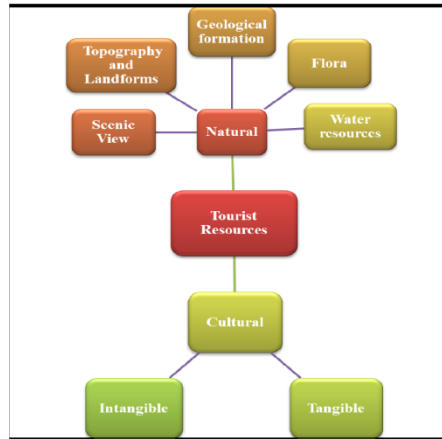 Geological
formation
Topography
and
Landforms
Flora
Scenic
View
Natural
Water
resources
Tourist
Resources
Cultural
Intangible
Tangible